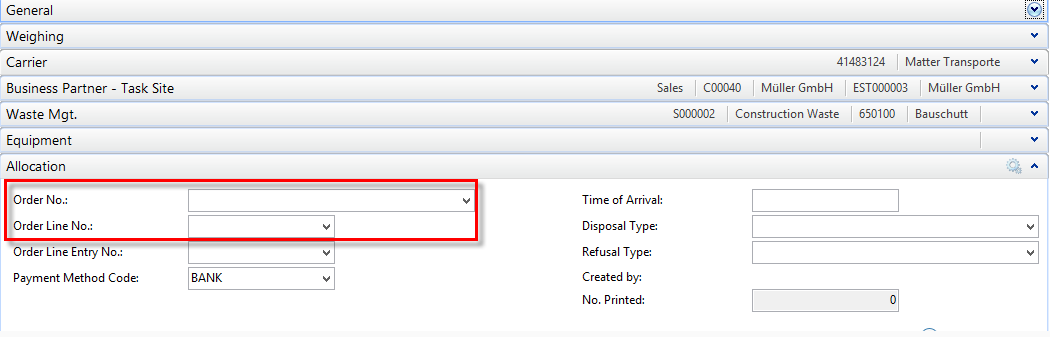 General
Weighing
Carrier 41483124 Matter Transporte
Business Partner - Task Site Sales C00040 Müller GmbH EST000003 Müller GmbH
Waste Mgt. S000002 Construction Waste 650100 Bauschutt
Equipment
Allocation
Order No.: Time of Arrival:
Order Line No.: Disposal Type:
Order Line Entry No.: Refusal Type:
Payment Method Code: BANK Created by:
No. Printed: 0